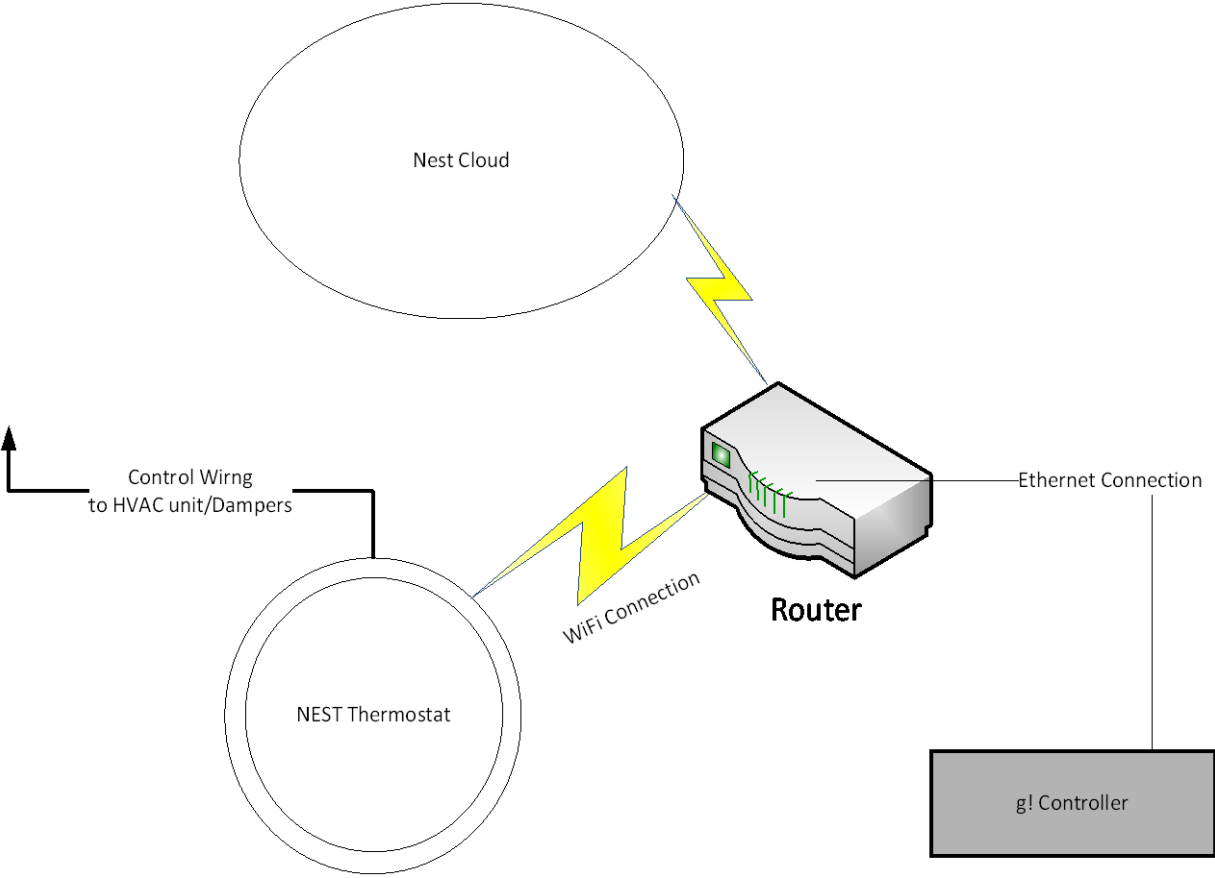 Nest Cloud
Control Wirng
to HVAC unit/Dampers
Ethernet Connection
WiFi Connection
Router
NEST Thermostat
g! Controller